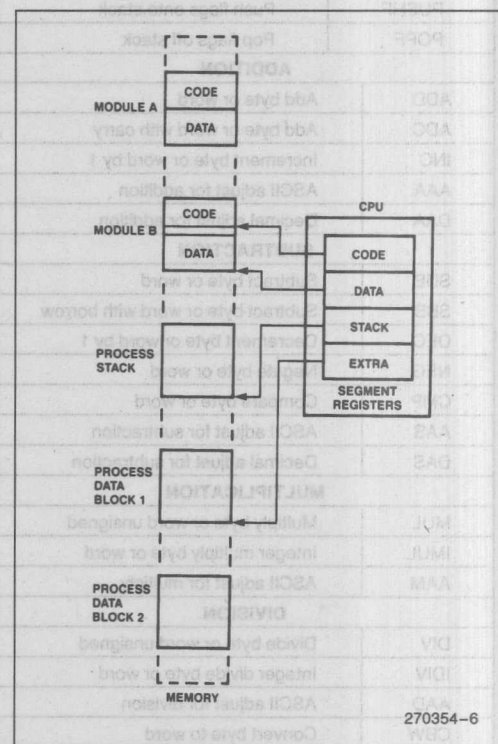 MODULE A
CODE
DATA
MODULE B
CODE
DATA
PROCESS
STACK
PROCESS
DATA
BLOCK 1
PROCESS
DATA
BLOCK 2
MEMORY
CPU
CODE
DATA
STACK
EXTRA
SEGMENT
REGISTERS
270354–6
PUSHF Push flags onto stack
POPF Pop flags off stack
ADDITION
ADD Add byte or word
ADC Add byte or word with carry
INC Increment byte or word by 1
AAA ASCII adjust for addition
DAA Decimal adjust for addition
SUBTRACTION
SUB Subtract byte or word
SBB Subtract byte or word with borrow
DEC Decrement byte or word by 1
NEG Negate byte or word
CMP Compare byte or word
AAS ASCII adjust for subtraction
DAS Decimal adjust for subtraction
MULTIPLICATION
MUL Multiply byte or word unsigned
IMUL Integer multiply byte or word
AAM ASCII adjust for multiply
DIVISION
DIV Divide byte or word unsigned
IDIV Integer divide byte or word
AAD ASCII adjust for division
CBW Convert byte to word